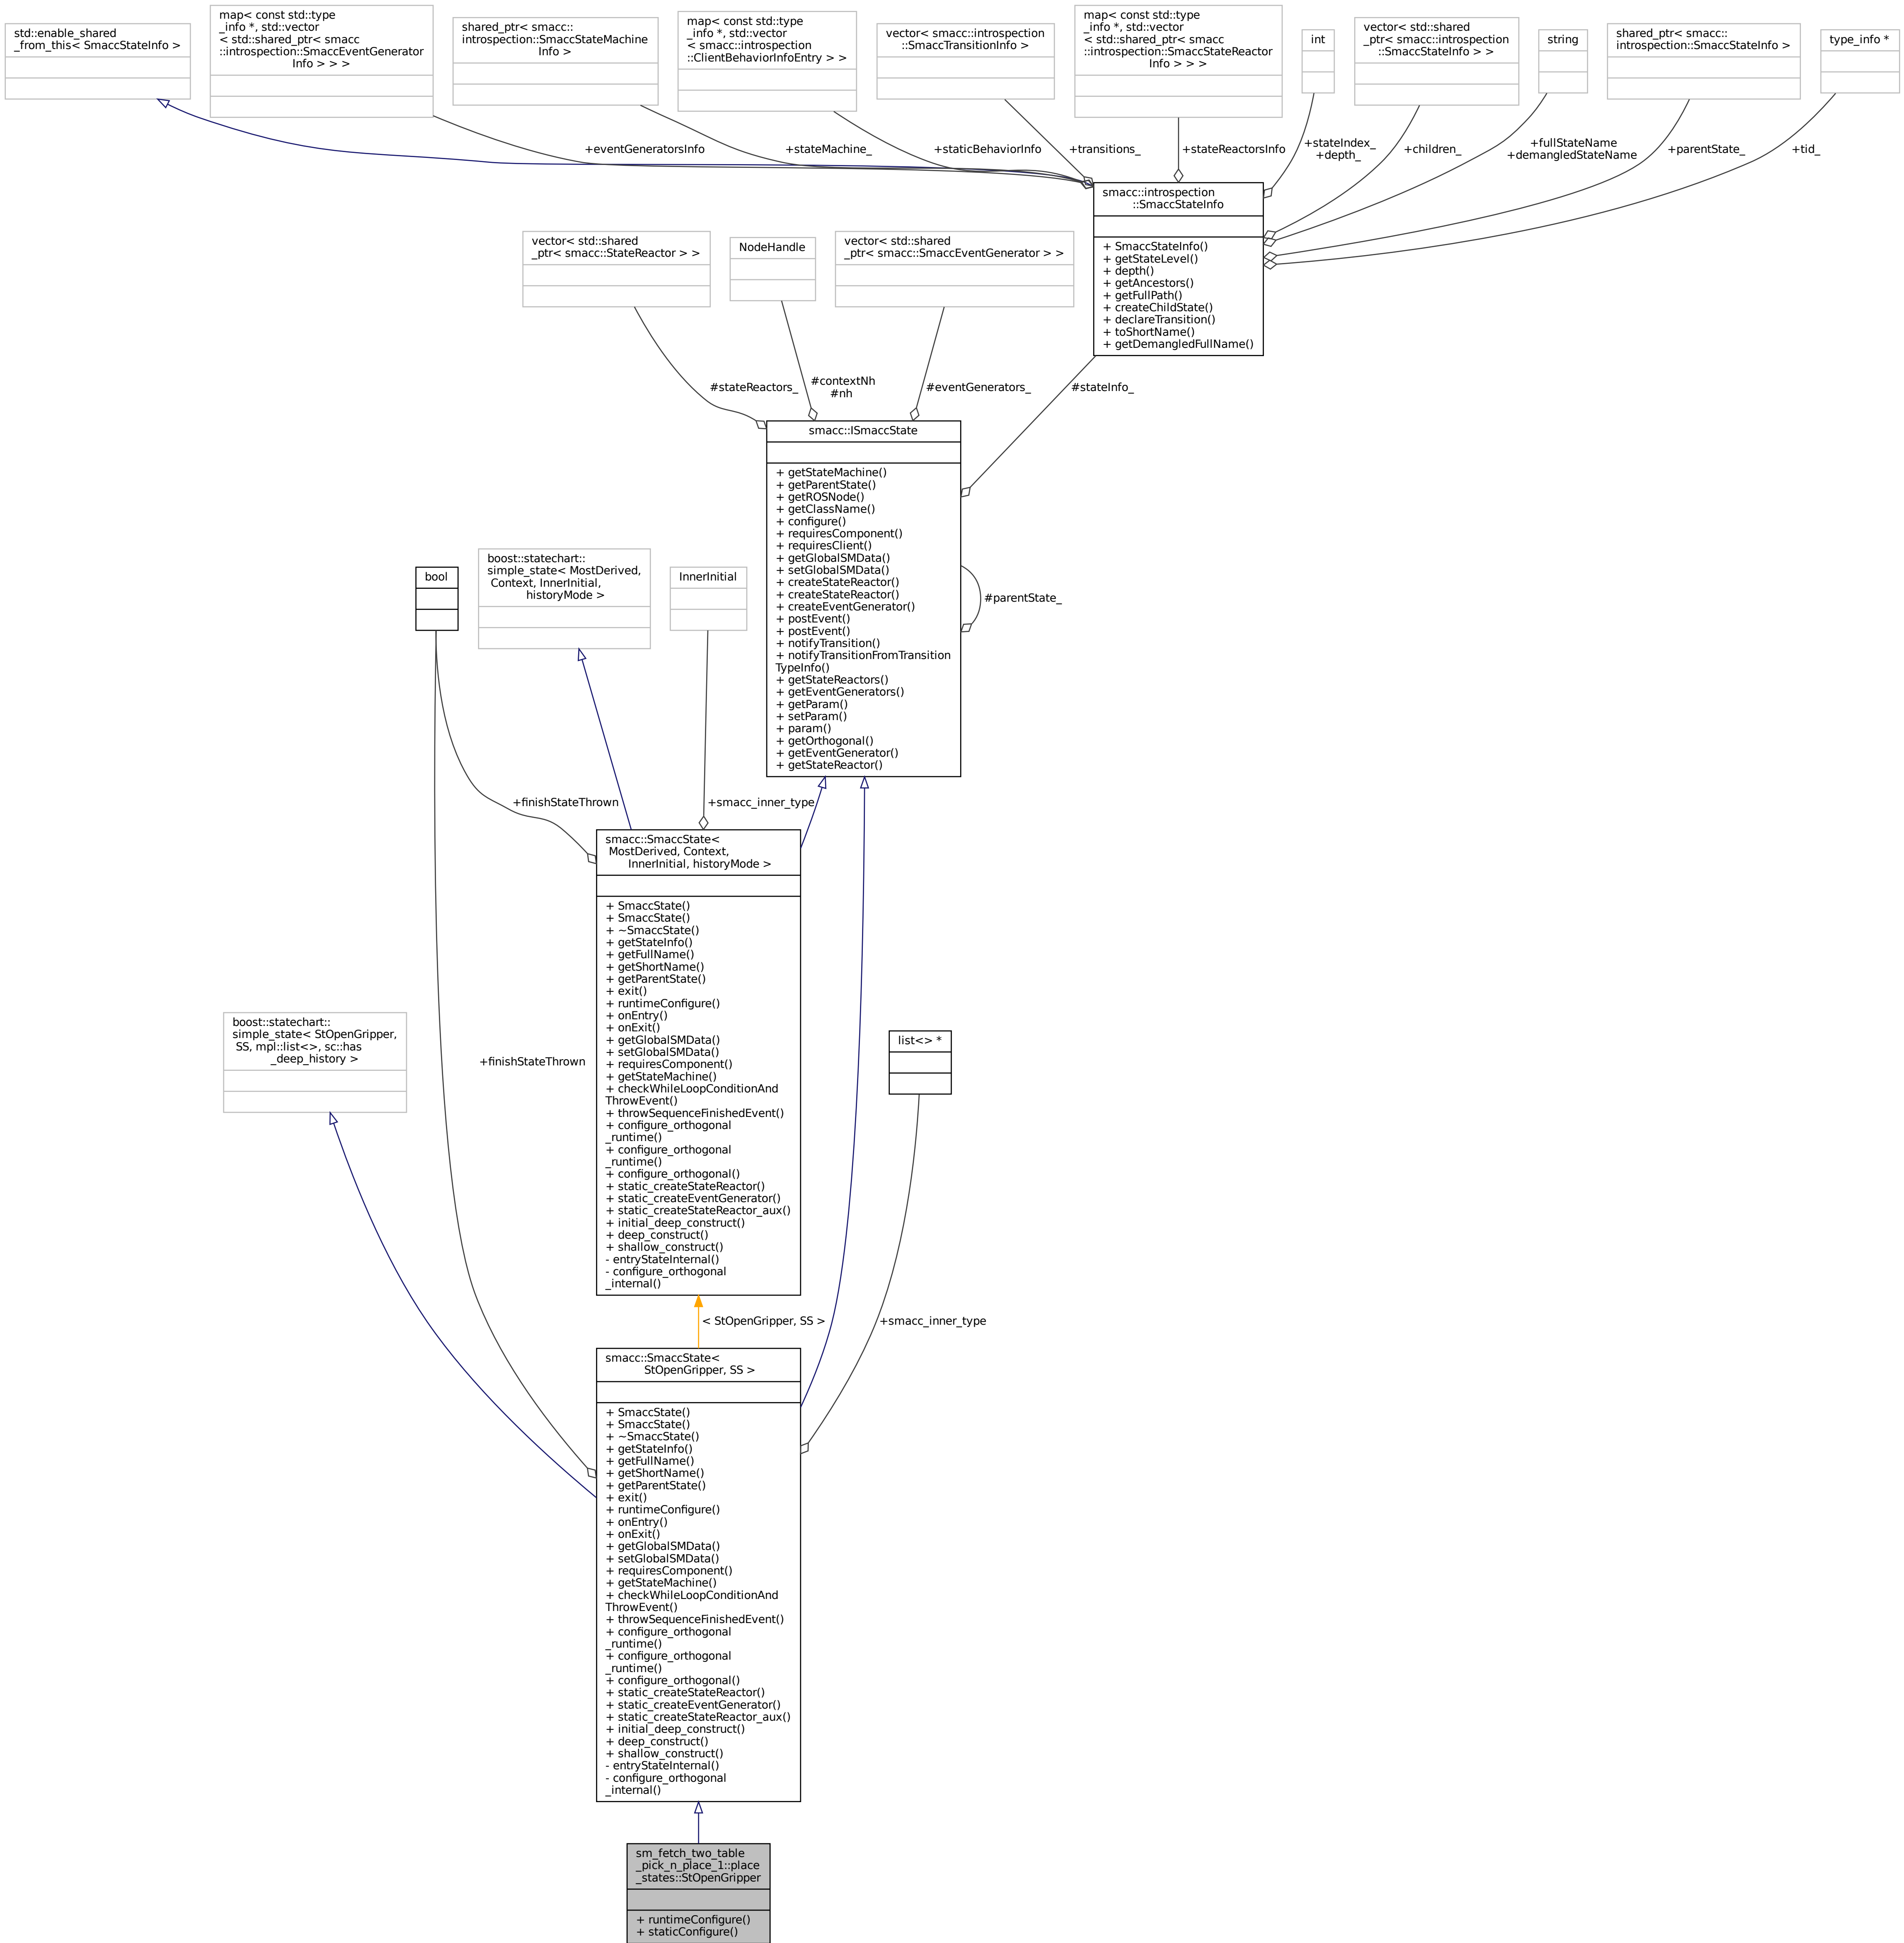 std::enable_shared
_from_this< SmaccStateInfo >
map< const std::type
_info *, std::vector
< std::shared_ptr< smacc
::introspection::SmaccEventGenerator
Info > > >
shared_ptr< smacc::
introspection::SmaccStateMachine
Info >
map< const std::type
_info *, std::vector
< smacc::introspection
::ClientBehaviorInfoEntry > >
vector< smacc::introspection
::SmaccTransitionInfo >
map< const std::type
_info *, std::vector
< std::shared_ptr< smacc
::introspection::SmaccStateReactor
Info > > >
int
vector< std::shared
_ptr< smacc::introspection
::SmaccStateInfo > >
string
shared_ptr< smacc::
introspection::SmaccStateInfo >
type_info *
+eventGeneratorsInfo
+stateMachine_
+staticBehaviorInfo
+transitions_
+stateReactorsInfo
+stateIndex_
+depth_
+children_
+fullStateName
+demangledStateName
+parentState_
+tid_
smacc::introspection
::SmaccStateInfo
+ SmaccStateInfo()
+ getStateLevel()
+ depth()
+ getAncestors()
+ getFullPath()
+ createChildState()
+ declareTransition()
+ toShortName()
+ getDemangledFullName()
vector< std::shared
_ptr< smacc::StateReactor > >
NodeHandle
vector< std::shared
_ptr< smacc::SmaccEventGenerator > >
#stateReactors_
#contextNh
#nh
#eventGenerators_
#stateInfo_
smacc::ISmaccState
+ getStateMachine()
+ getParentState()
+ getROSNode()
+ getClassName()
+ configure()
+ requiresComponent()
+ requiresClient()
+ getGlobalSMData()
+ setGlobalSMData()
+ createStateReactor()
+ createStateReactor()
+ createEventGenerator()
+ postEvent()
+ postEvent()
+ notifyTransition()
+ notifyTransitionFromTransition
TypeInfo()
+ getStateReactors()
+ getEventGenerators()
+ getParam()
+ setParam()
+ param()
+ getOrthogonal()
+ getEventGenerator()
+ getStateReactor()
#parentState_
bool
boost::statechart::
simple_state< MostDerived,
Context, InnerInitial,
historyMode >
InnerInitial
+finishStateThrown
+smacc_inner_type
smacc::SmaccState<
MostDerived, Context,
InnerInitial, historyMode >
+ SmaccState()
+ SmaccState()
+ ~SmaccState()
+ getStateInfo()
+ getFullName()
+ getShortName()
+ getParentState()
+ exit()
+ runtimeConfigure()
+ onEntry()
+ onExit()
+ getGlobalSMData()
+ setGlobalSMData()
+ requiresComponent()
+ getStateMachine()
+ checkWhileLoopConditionAnd
ThrowEvent()
+ throwSequenceFinishedEvent()
+ configure_orthogonal
_runtime()
+ configure_orthogonal
_runtime()
+ configure_orthogonal()
+ static_createStateReactor()
+ static_createEventGenerator()
+ static_createStateReactor_aux()
+ initial_deep_construct()
+ deep_construct()
+ shallow_construct()
- entryStateInternal()
- configure_orthogonal
_internal()
boost::statechart::
simple_state< StOpenGripper,
SS, mpl::list<>, sc::has
_deep_history >
+finishStateThrown
list<> *
< StOpenGripper, SS >
+smacc_inner_type
smacc::SmaccState<
StOpenGripper, SS >
+ SmaccState()
+ SmaccState()
+ ~SmaccState()
+ getStateInfo()
+ getFullName()
+ getShortName()
+ getParentState()
+ exit()
+ runtimeConfigure()
+ onEntry()
+ onExit()
+ getGlobalSMData()
+ setGlobalSMData()
+ requiresComponent()
+ getStateMachine()
+ checkWhileLoopConditionAnd
ThrowEvent()
+ throwSequenceFinishedEvent()
+ configure_orthogonal
_runtime()
+ configure_orthogonal
_runtime()
+ configure_orthogonal()
+ static_createStateReactor()
+ static_createEventGenerator()
+ static_createStateReactor_aux()
+ initial_deep_construct()
+ deep_construct()
+ shallow_construct()
- entryStateInternal()
- configure_orthogonal
_internal()
sm_fetch_two_table
_pick_n_place_1::place
_states::StOpenGripper
+ runtimeConfigure()
+ staticConfigure()